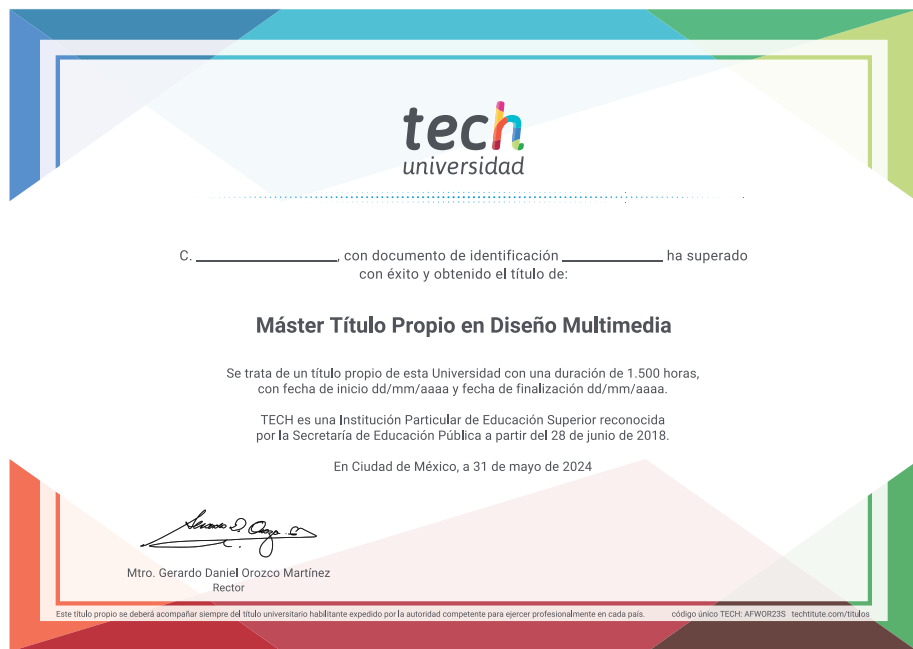 tech
universidad
C. ____________, con documento de identificación ____________ ha superado
con éxito y obtenido el título de:
Máster Título Propio en Diseño Multimedia
Se trata de un título propio de esta Universidad con una duración de 1.500 horas,
con fecha de inicio dd/mm/aaaa y fecha de finalización dd/mm/aaaa.
TECH es una Institución Particular de Educación Superior reconocida
por la Secretaría de Educación Pública a partir del 28 de junio de 2018.
En Ciudad de México, a 31 de mayo de 2024
Mtro. Gerardo Daniel Orozco Martínez
Rector
Este título propio se deberá acompañar siempre del título universitario habilitante expedido por la autoridad competente para ejercer profesionalmente en cada país. código único TECH: AFWOR23S techtitute.com/titulos